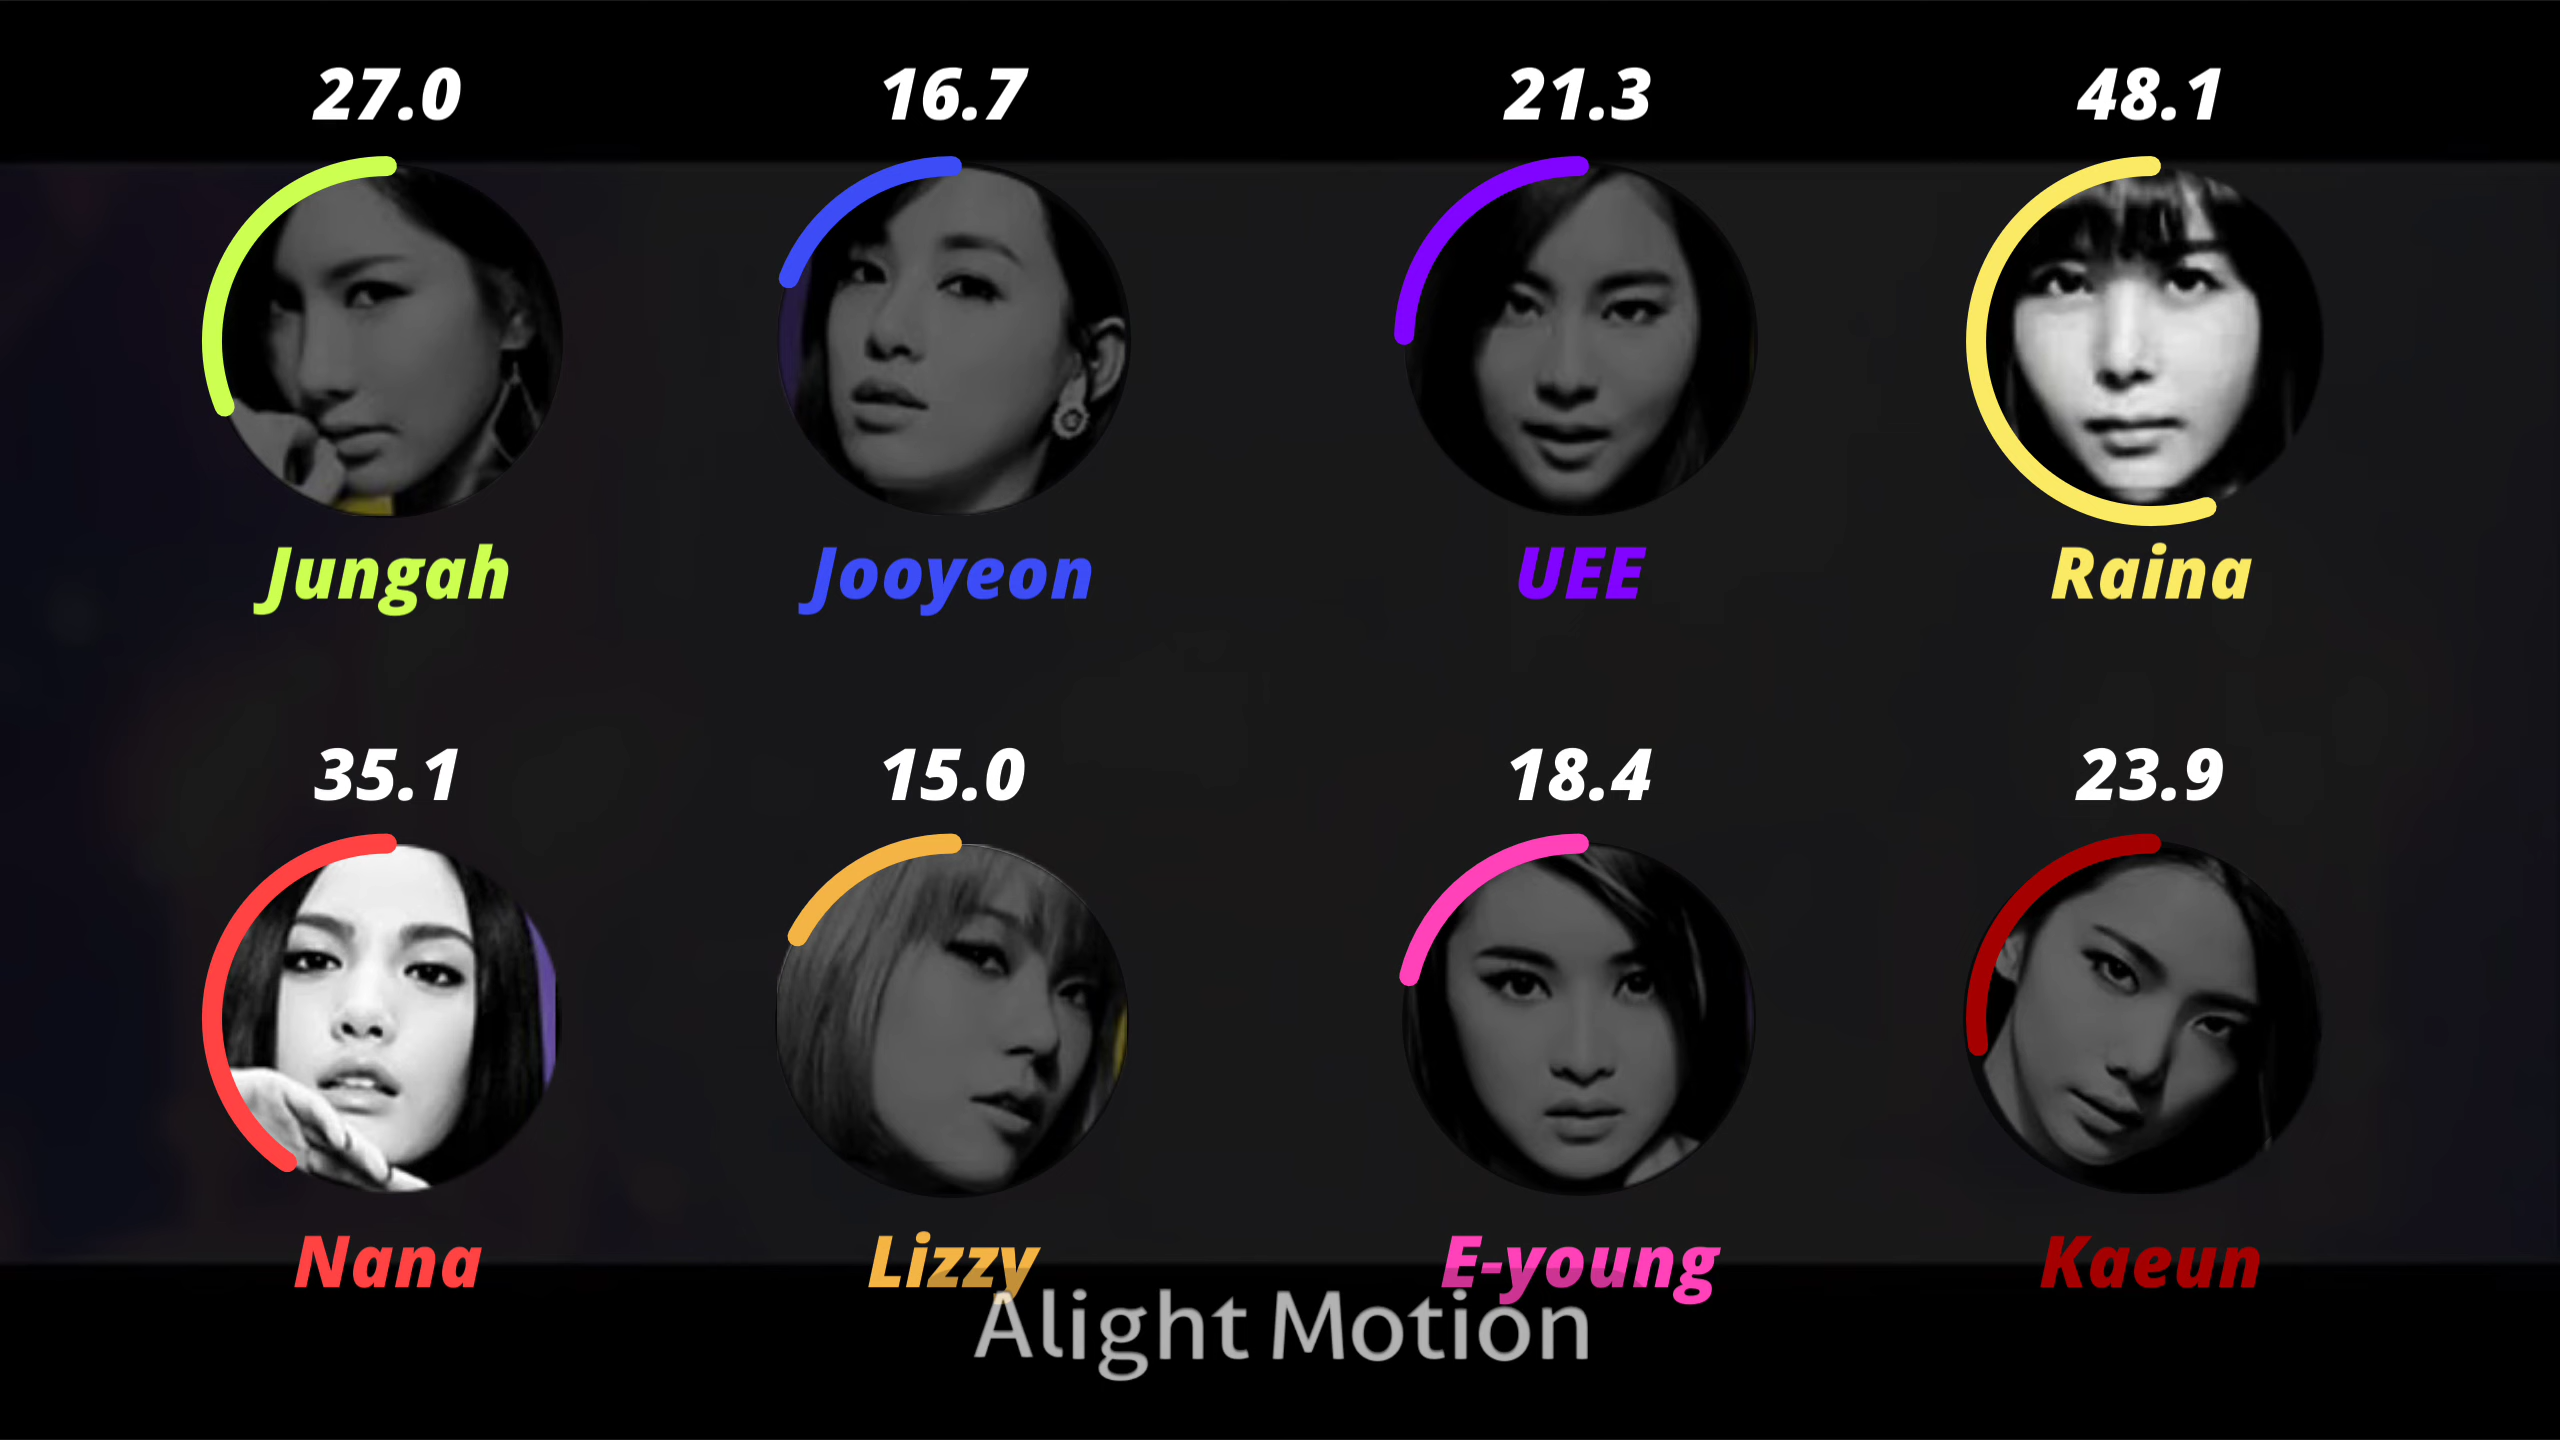 27.0 16.7 21.3 48.1
Jungah Jooyeon UEE Raina
35.1 15.0 18.4 23.9
Nana Lizzy E-young Kaeun
Alight Motion